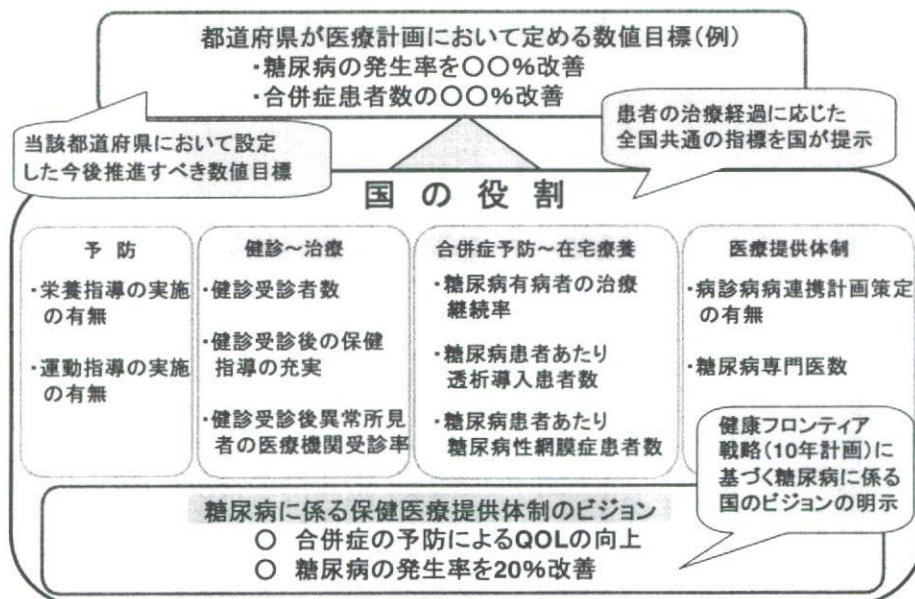 都道府県が医療計画において定める数値目標(例)
・糖尿病の発生率を〇〇%改善
・合併症患者数の〇〇%改善
当該都道府県において設定
した今後推進すべき数値目標
患者の治療経過に応じた
全国共通の指標を国が提示
国の役割
予防
・栄養指導の実施
の有無
・運動指導の実施
の有無
健診~治療
・健診受診者数
・健診受診後の保健
指導の充実
・健診受診後異常所見
者の医療機関受診率
合併症予防~在宅療養
・糖尿病有病者の治療
継続率
・糖尿病患者あたり
透析導入患者数
・糖尿病患者あたり
糖尿病性網膜症患者数
医療提供体制
・病診病病連携計画策定
の有無
・糖尿病専門医数
健康フロンティア
戦略(10年計画)に
基づく糖尿病に係る
国のビジョンの明示
糖尿病に係る保健医療提供体制のビジョン
〇 合併症の予防によるQOLの向上
〇 糖尿病の発生率を20%改善